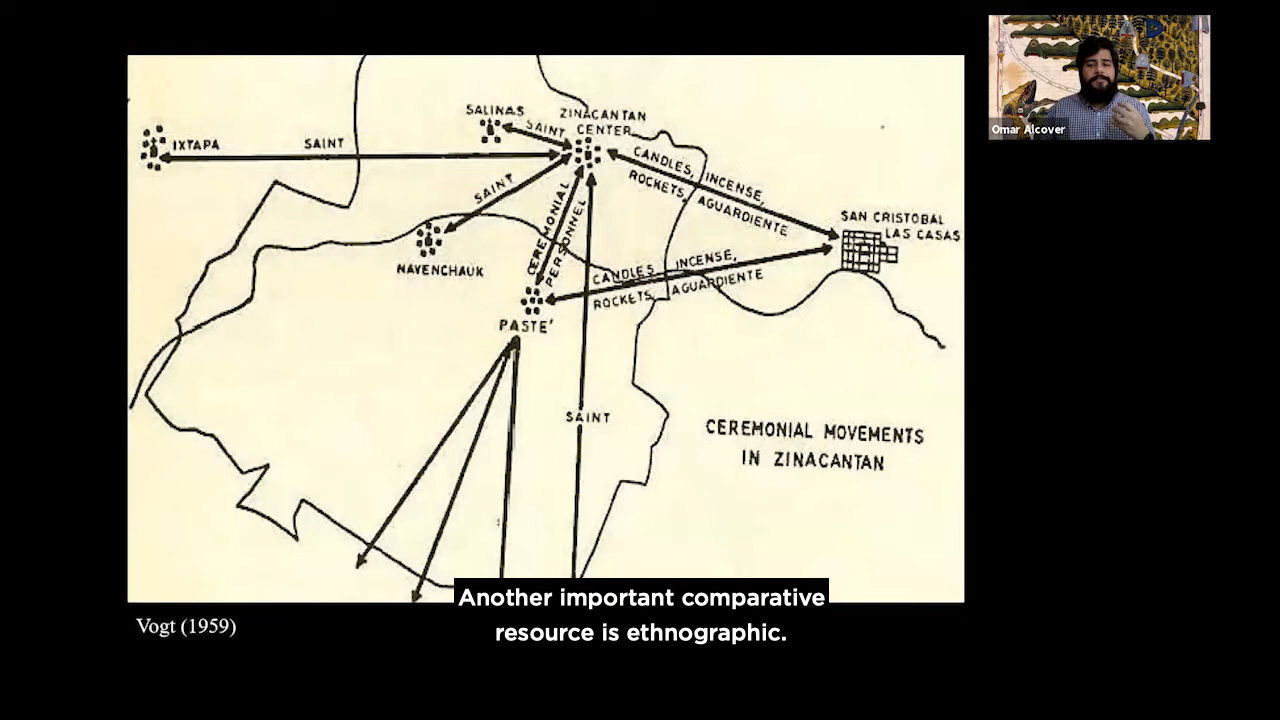 Omar Alcover
SALINAS
ZINACANTAN
CENTER
SAINT
IXTAPA
SAINT
SAINT
CANDLES, INCENSE,
ROCKETS, AGUARDIENTE
SAN CRISTOBAL
LAS CASAS
NAVENCHAUK
CEREMONIAL
PERSONNEL
CANDLES, INCENSE,
ROCKETS, AGUARDIENTE
PASTE'
SAINT
CEREMONIAL MOVEMENTS
IN ZINACANTAN
Another important comparative
resource is ethnographic.
Vogt (1959)